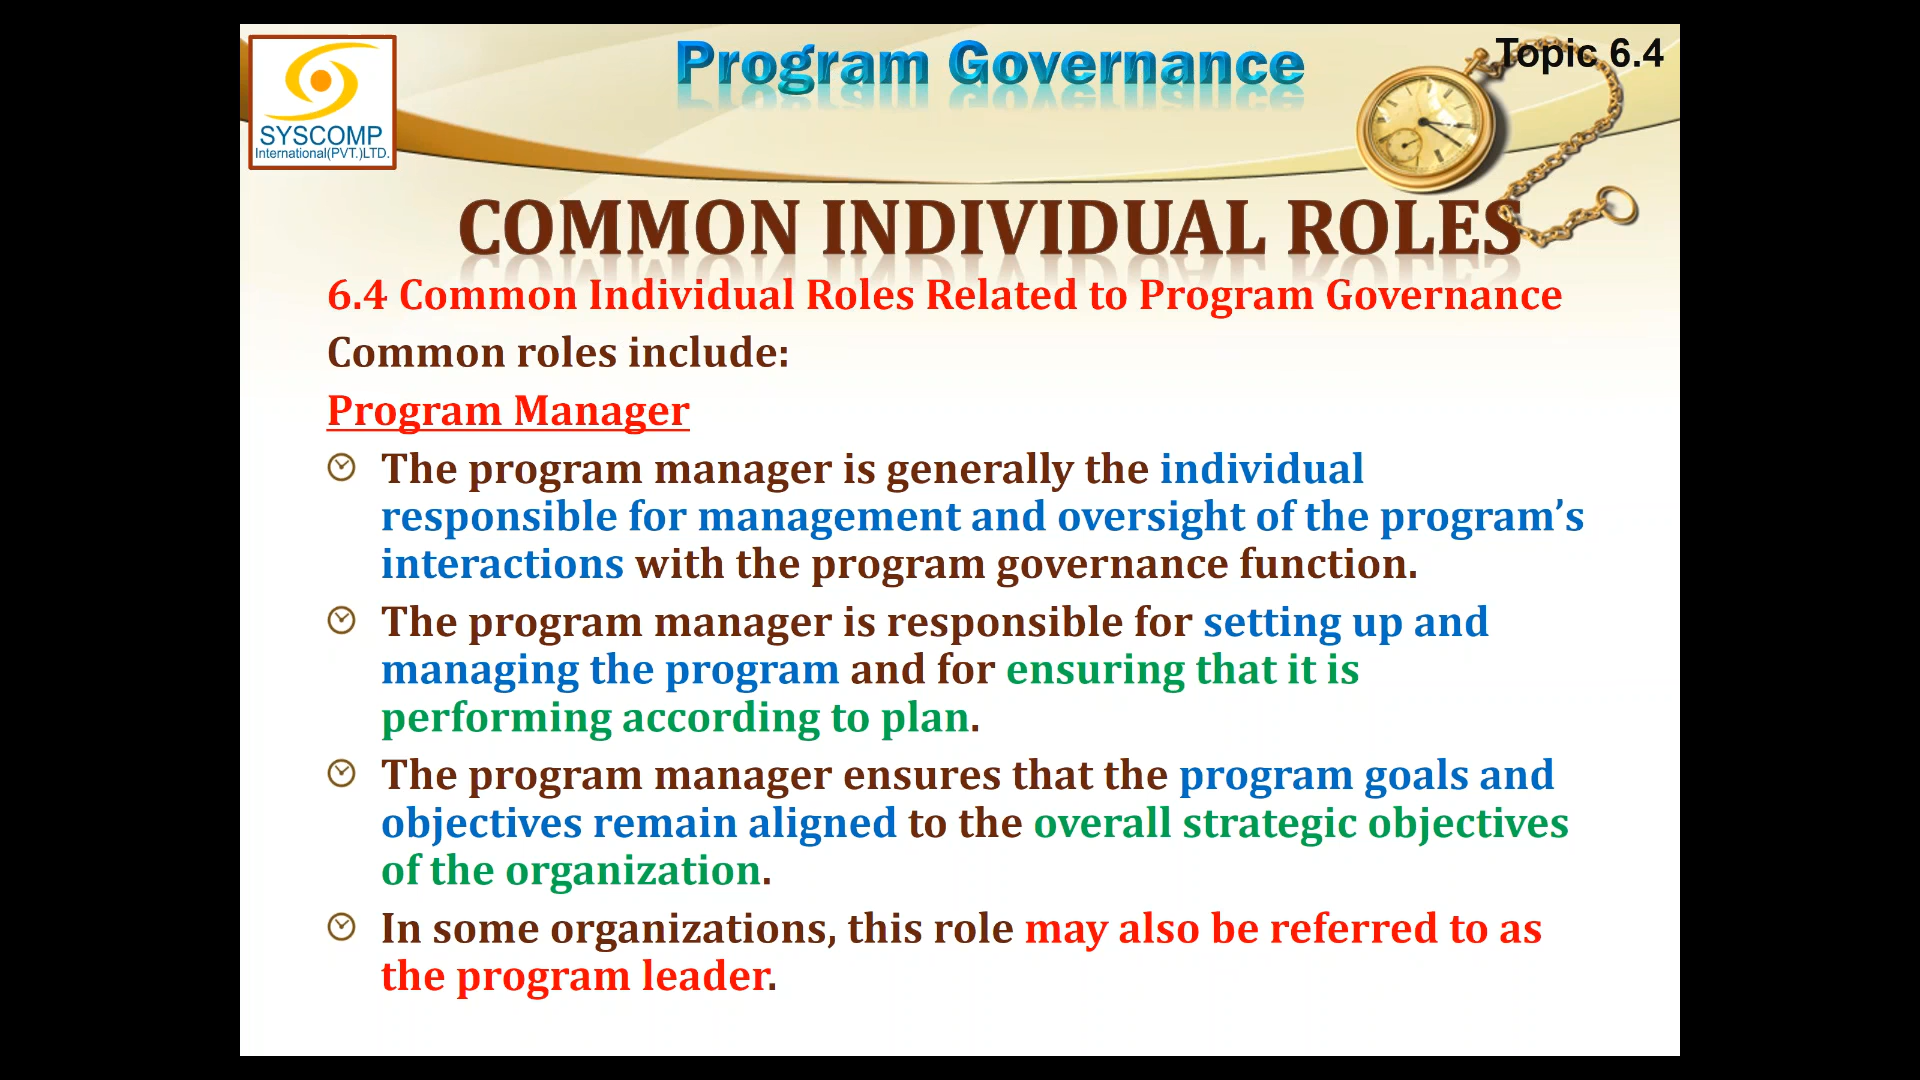 Program Governance
Topic 6.4
SYSCOMP
International(PVT.)LTD.
COMMON INDIVIDUAL ROLES
6.4 Common Individual Roles Related to Program Governance
Common roles include:
Program Manager
The program manager is generally the individual
responsible for management and oversight of the program’s
interactions with the program governance function.
The program manager is responsible for setting up and
managing the program and for ensuring that it is
performing according to plan.
The program manager ensures that the program goals and
objectives remain aligned to the overall strategic objectives
of the organization.
In some organizations, this role may also be referred to as
the program leader.